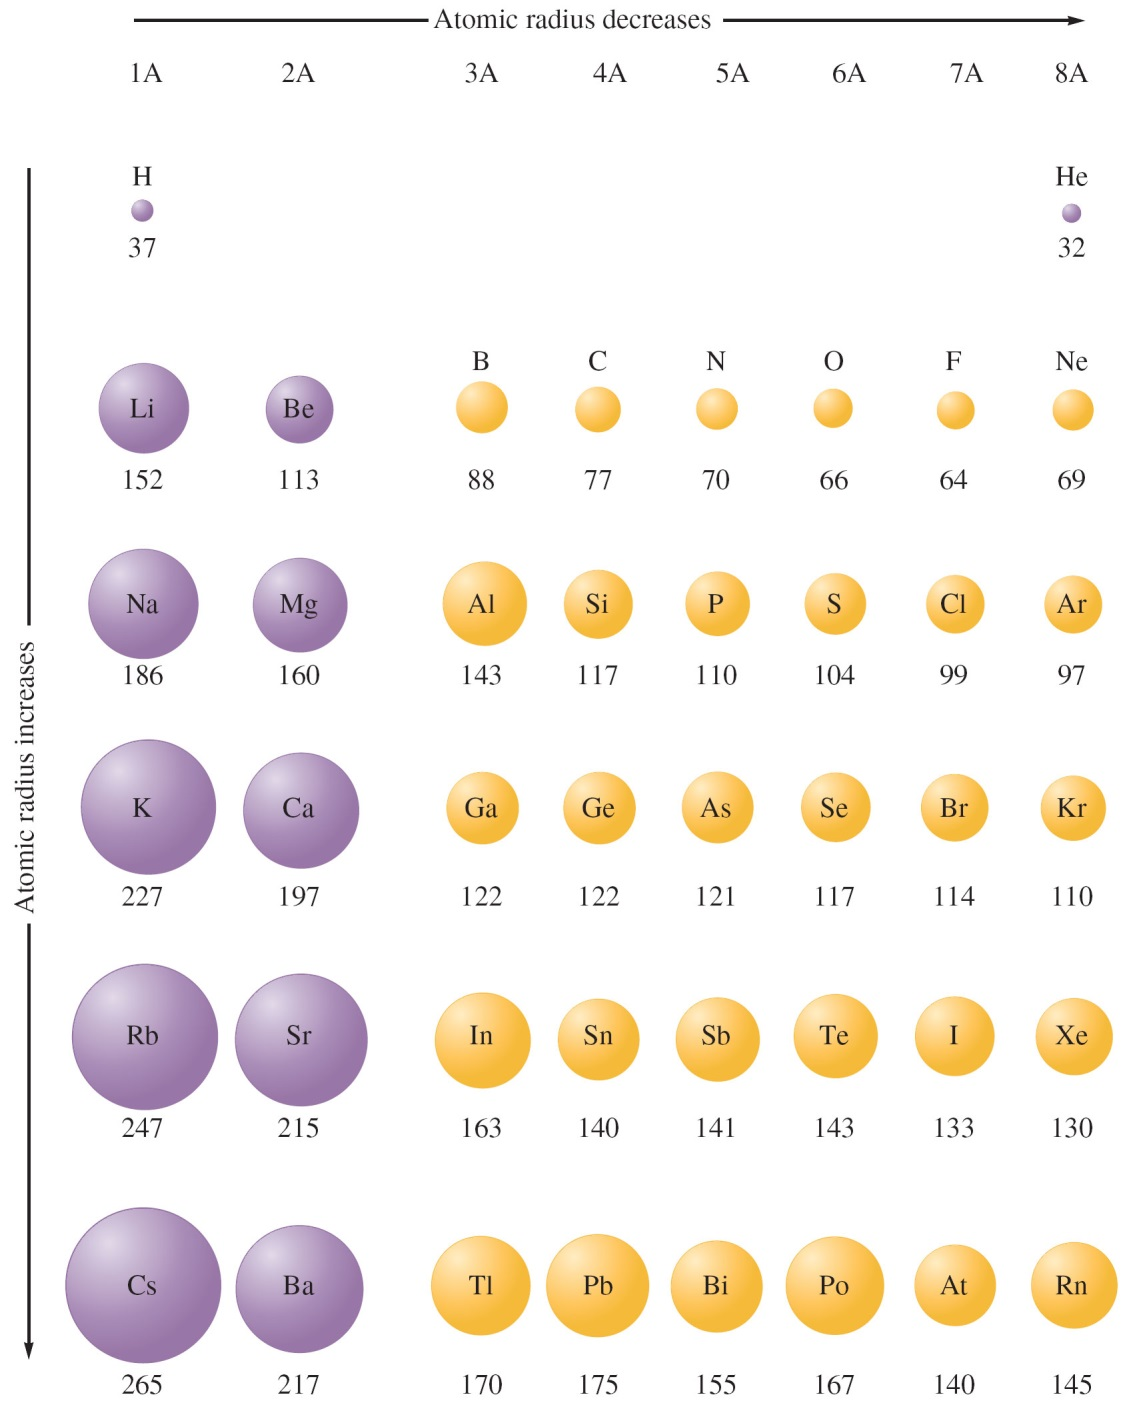 Atomic radius decreases
1A 2A 3A 4A 5A 6A 7A 8A
Atomic radius increases
H He
37 32
B C N O F Ne
Li Be
152 113 88 77 70 66 64 69
Na Mg Al Si P S Cl Ar
186 160 143 117 110 104 99 97
K Ca Ga Ge As Se Br Kr
227 197 122 122 121 117 114 110
Rb Sr In Sn Sb Te I Xe
247 215 163 140 141 143 133 130
Cs Ba Tl Pb Bi Po At Rn
265 217 170 175 155 167 140 145